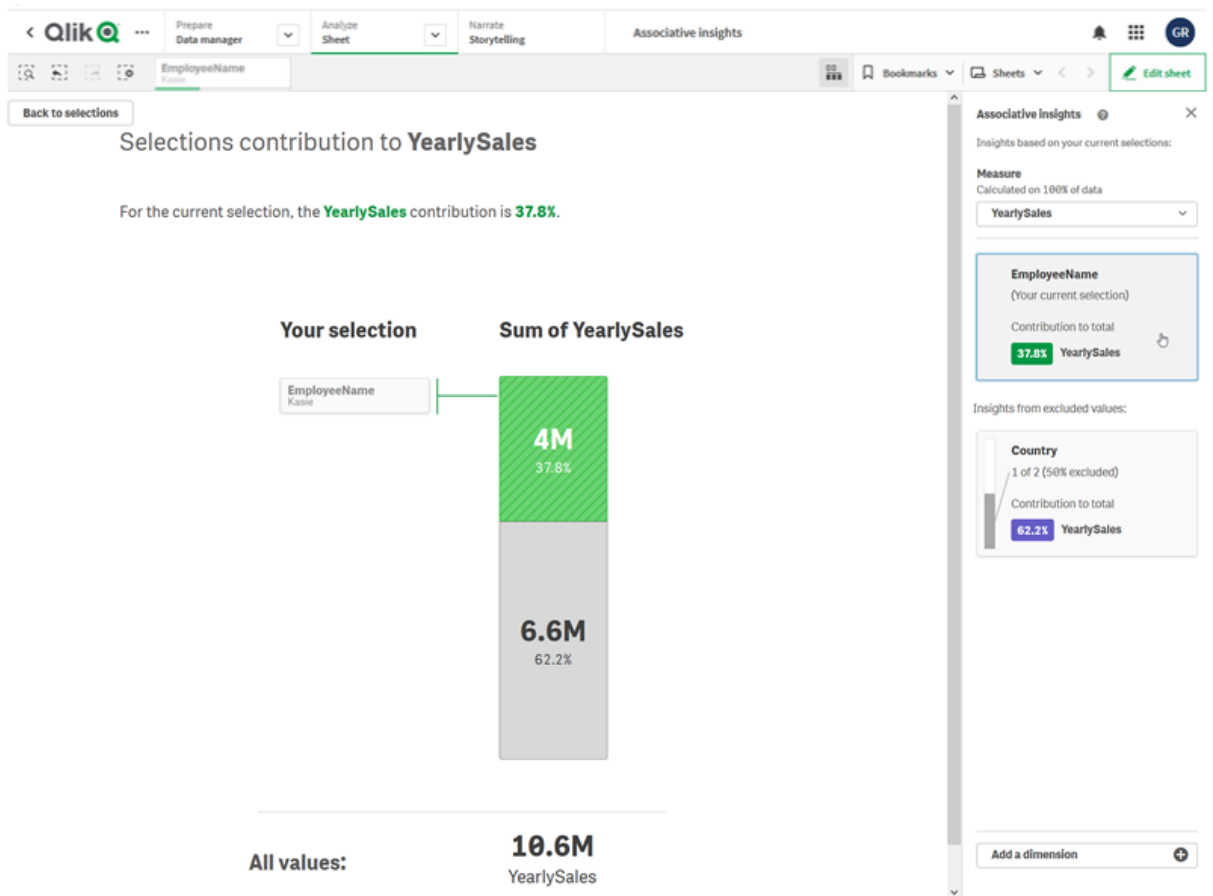 Qlik
Prepare
Data manager
Analyze
Sheet
Narrate
Storytelling
Associative insights
GR
EmployeeName
Kasie
Bookmarks
Sheets
Edit sheet
Back to selections
Selections contribution to YearlySales
For the current selection, the YearlySales contribution is 37.8%.
Your selection
Sum of YearlySales
EmployeeName
Kasie
4M
37.8%
6.6M
62.2%
All values:
10.6M
YearlySales
Associative insights
Insights based on your current selections:
Measure
Calculated on 100% of data
YearlySales
EmployeeName
(Your current selection)
Contribution to total
37.8% YearlySales
Insights from excluded values:
Country
1 of 2 (50% excluded)
Contribution to total
62.2% YearlySales
Add a dimension